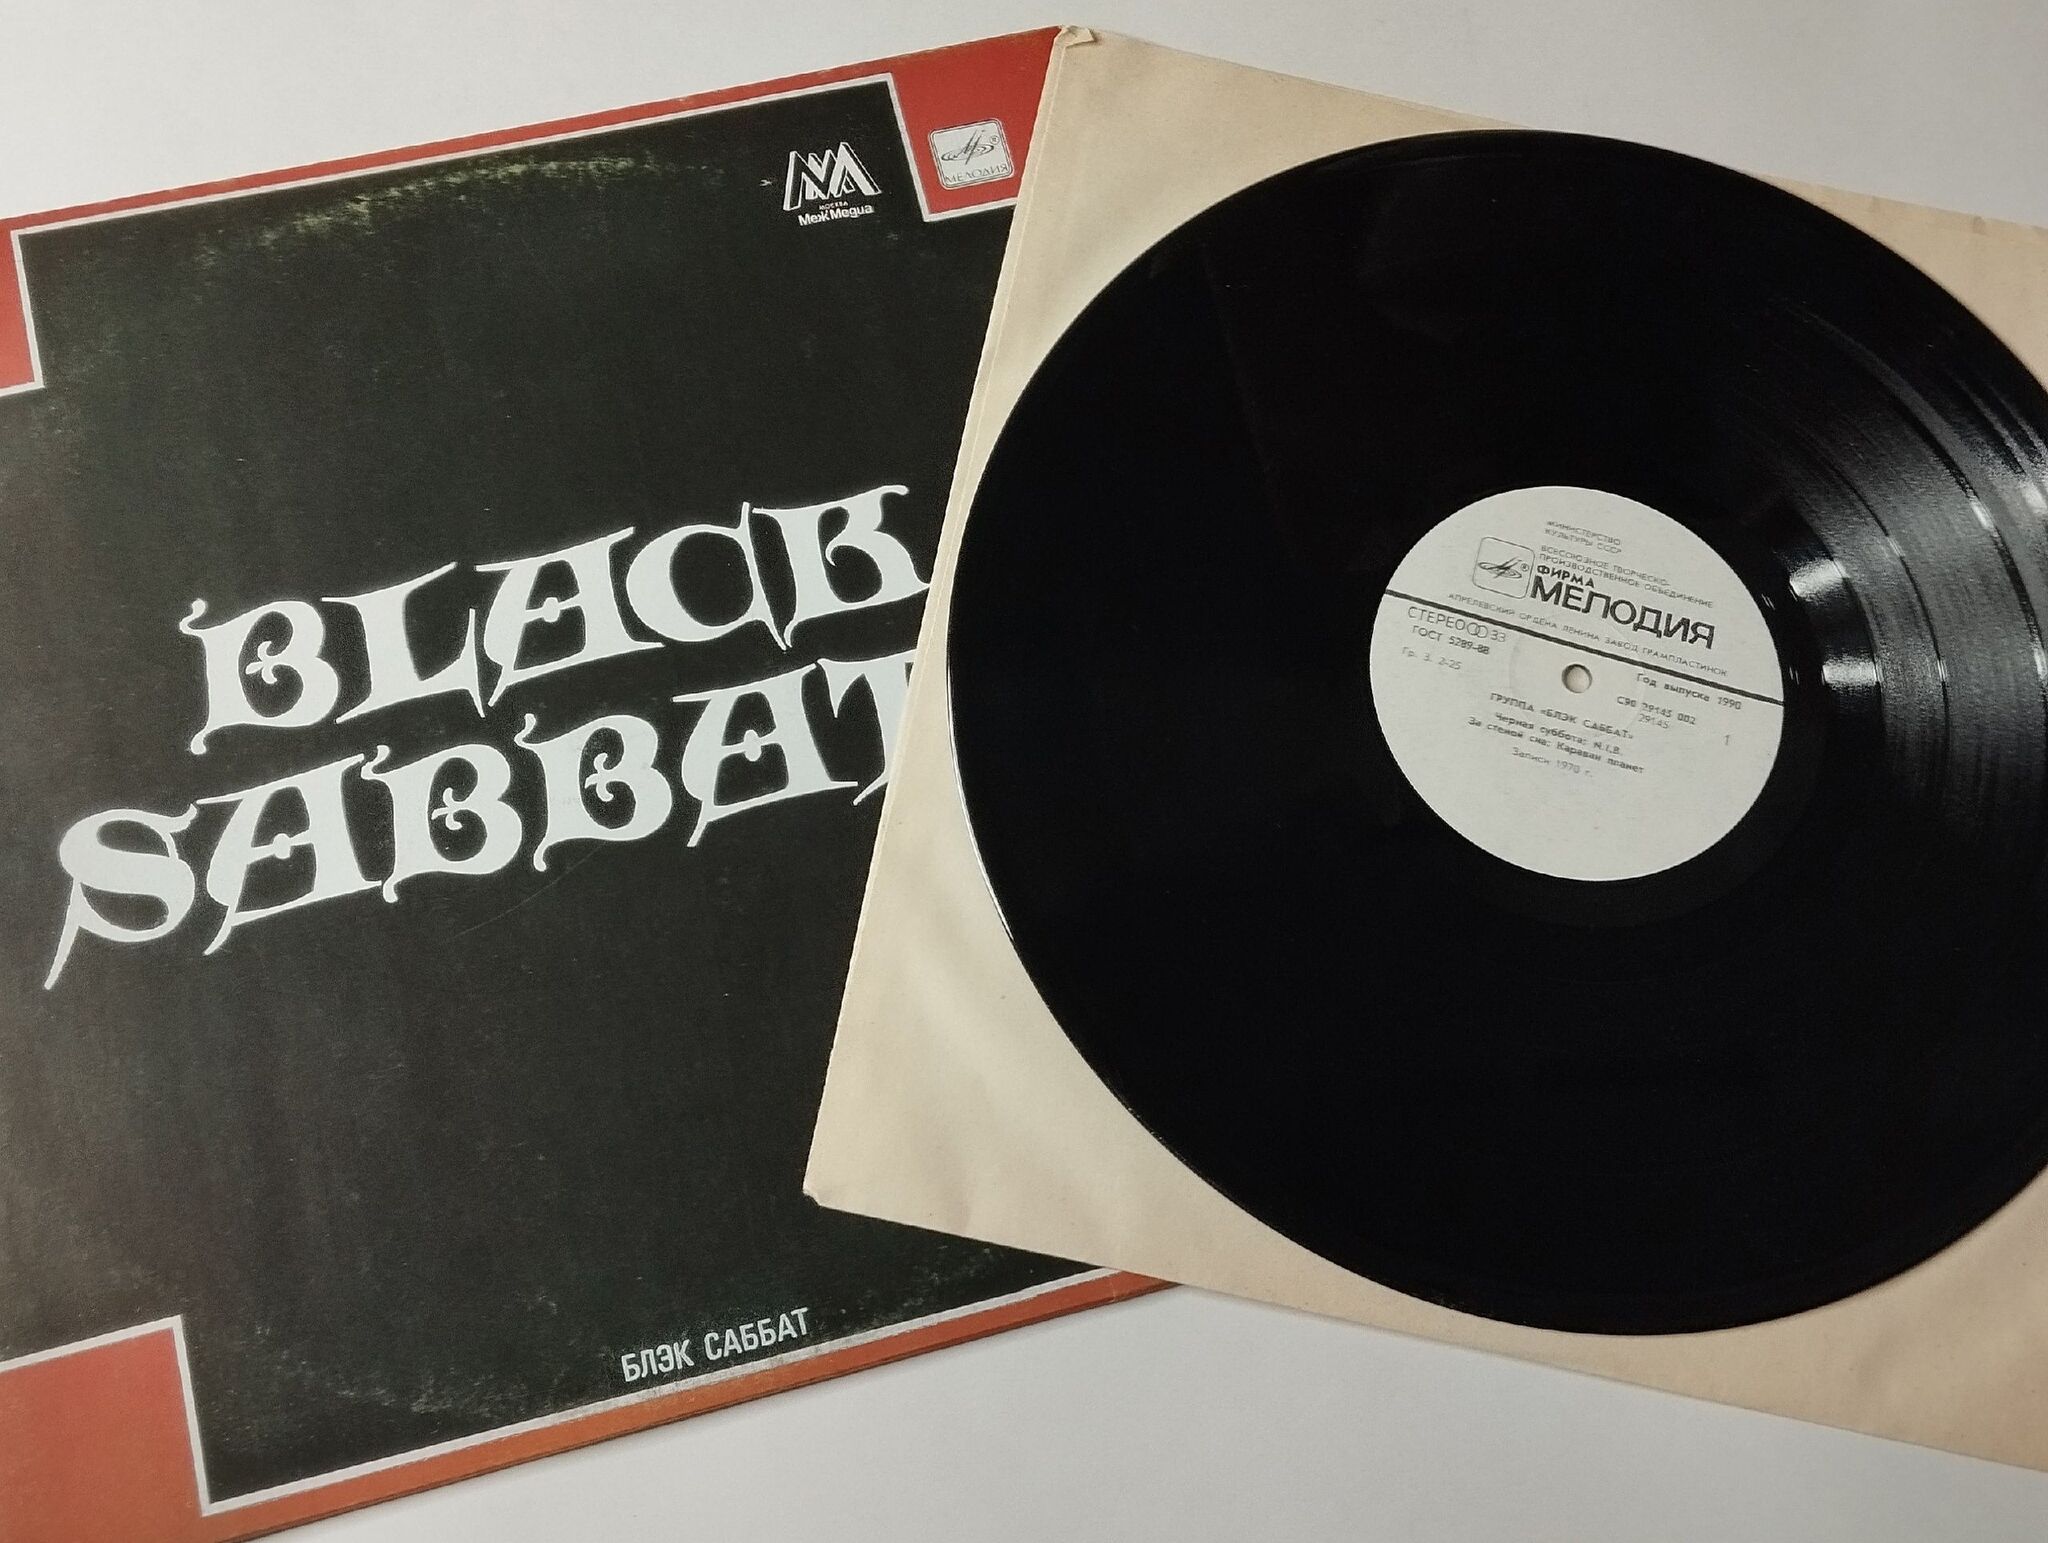 МОСКВА
МежМедиа
МЕЛОДИЯ
BLACK
SABBAT
БЛЭК САББАТ
МИНИСТЕРСТВО
КУЛЬТУРЫ СССР
ВСЕСОЮЗНОЕ ТВОРЧЕСКО-
ПРОИЗВОДСТВЕННОЕ ОБЪЕДИНЕНИЕ
ФИРМА
МЕЛОДИЯ
АПРЕЛЕВСКИЙ ОРДЕНА ЛЕНИНА ЗАВОД ГРАМПЛАСТИНОК
СТЕРЕО 33
ГОСТ 5289-88
Гр. 3. 2-25
Год выпуска 1990
С90 29145 002
29145
1
ГРУППА «БЛЭК САББАТ»
Черная суббота; N.I.B.
За стеной сна; Караван планет
Записи 1970 г.